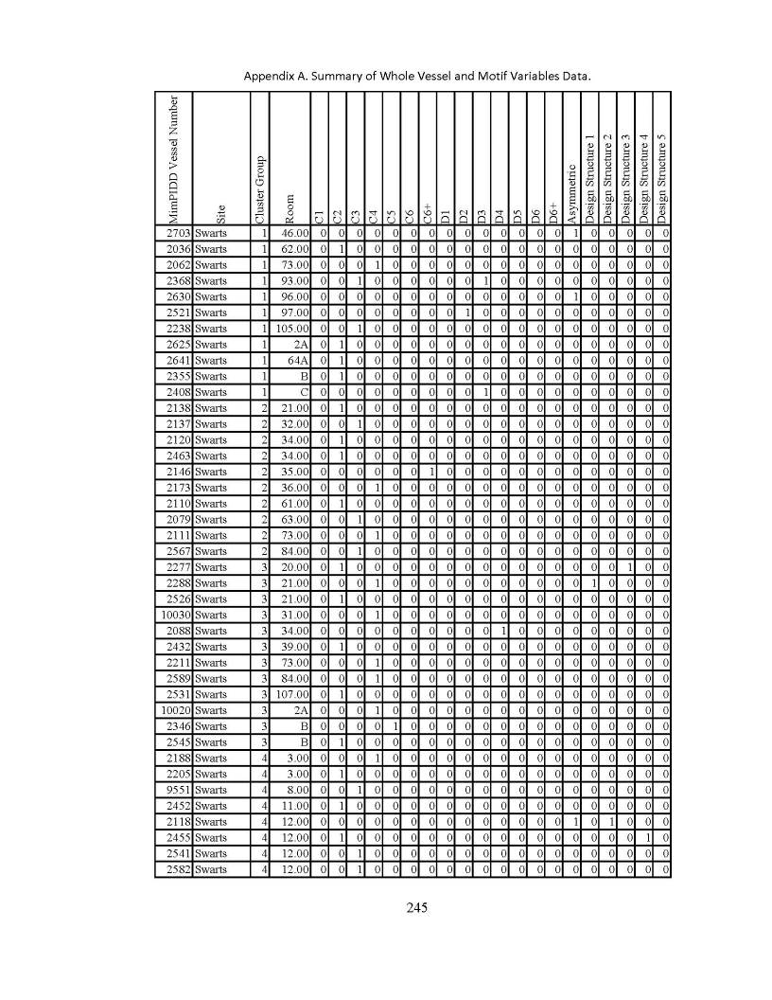 Appendix A. Summary of Whole Vessel and Motif Variables Data.
MimPIDD Vessel Number Site Cluster Group Room C1 C2 C3 C4 C5 C6 C6+ D1 D2 D3 D4 D5 D6 D6+ Asymmetric Design Structure 1 Design Structure 2 Design Structure 3 Design Structure 4 Design Structure 5
2703 Swarts 1 46.00 0 0 0 0 0 0 0 0 0 0 0 0 0 0 1 0 0 0 0 0
2036 Swarts 1 62.00 0 1 0 0 0 0 0 0 0 0 0 0 0 0 0 0 0 0 0 0
2062 Swarts 1 73.00 0 0 0 1 0 0 0 0 0 0 0 0 0 0 0 0 0 0 0 0
2368 Swarts 1 93.00 0 0 1 0 0 0 0 0 0 1 0 0 0 0 0 0 0 0 0 0
2630 Swarts 1 96.00 0 0 0 0 0 0 0 0 0 0 0 0 0 0 1 0 0 0 0 0
2521 Swarts 1 97.00 0 0 0 0 0 0 0 0 1 0 0 0 0 0 0 0 0 0 0 0
2238 Swarts 1 105.00 0 0 1 0 0 0 0 0 0 0 0 0 0 0 0 0 0 0 0 0
2625 Swarts 1 2A 0 1 0 0 0 0 0 0 0 0 0 0 0 0 0 0 0 0 0 0
2641 Swarts 1 64A 0 1 0 0 0 0 0 0 0 0 0 0 0 0 0 0 0 0 0 0
2355 Swarts 1 B 0 1 0 0 0 0 0 0 0 0 0 0 0 0 0 0 0 0 0 0
2408 Swarts 1 C 0 0 0 0 0 0 0 0 0 1 0 0 0 0 0 0 0 0 0 0
2138 Swarts 2 21.00 0 1 0 0 0 0 0 0 0 0 0 0 0 0 0 0 0 0 0 0
2137 Swarts 2 32.00 0 0 1 0 0 0 0 0 0 0 0 0 0 0 0 0 0 0 0 0
2120 Swarts 2 34.00 0 1 0 0 0 0 0 0 0 0 0 0 0 0 0 0 0 0 0 0
2463 Swarts 2 34.00 0 1 0 0 0 0 0 0 0 0 0 0 0 0 0 0 0 0 0 0
2146 Swarts 2 35.00 0 0 0 0 0 0 1 0 0 0 0 0 0 0 0 0 0 0 0 0
2173 Swarts 2 36.00 0 0 0 1 0 0 0 0 0 0 0 0 0 0 0 0 0 0 0 0
2110 Swarts 2 61.00 0 1 0 0 0 0 0 0 0 0 0 0 0 0 0 0 0 0 0 0
2079 Swarts 2 63.00 0 0 1 0 0 0 0 0 0 0 0 0 0 0 0 0 0 0 0 0
2111 Swarts 2 73.00 0 0 0 1 0 0 0 0 0 0 0 0 0 0 0 0 0 0 0 0
2567 Swarts 2 84.00 0 0 1 0 0 0 0 0 0 0 0 0 0 0 0 0 0 0 0 0
2277 Swarts 3 20.00 0 1 0 0 0 0 0 0 0 0 0 0 0 0 0 0 0 1 0 0
2288 Swarts 3 21.00 0 0 0 1 0 0 0 0 0 0 0 0 0 0 0 1 0 0 0 0
2526 Swarts 3 21.00 0 1 0 0 0 0 0 0 0 0 0 0 0 0 0 0 0 0 0 0
10030 Swarts 3 31.00 0 0 0 1 0 0 0 0 0 0 0 0 0 0 0 0 0 0 0 0
2088 Swarts 3 34.00 0 0 0 0 0 0 0 0 0 0 1 0 0 0 0 0 0 0 0 0
2432 Swarts 3 39.00 0 1 0 0 0 0 0 0 0 0 0 0 0 0 0 0 0 0 0 0
2211 Swarts 3 73.00 0 0 0 1 0 0 0 0 0 0 0 0 0 0 0 0 0 0 0 0
2589 Swarts 3 84.00 0 0 0 1 0 0 0 0 0 0 0 0 0 0 0 0 0 0 0 0
2531 Swarts 3 107.00 0 1 0 0 0 0 0 0 0 0 0 0 0 0 0 0 0 0 0 0
10020 Swarts 3 2A 0 0 0 1 0 0 0 0 0 0 0 0 0 0 0 0 0 0 0 0
2346 Swarts 3 B 0 0 0 0 1 0 0 0 0 0 0 0 0 0 0 0 0 0 0 0
2545 Swarts 3 B 0 1 0 0 0 0 0 0 0 0 0 0 0 0 0 0 0 0 0 0
2188 Swarts 4 3.00 0 0 0 1 0 0 0 0 0 0 0 0 0 0 0 0 0 0 0 0
2205 Swarts 4 3.00 0 1 0 0 0 0 0 0 0 0 0 0 0 0 0 0 0 0 0 0
9551 Swarts 4 8.00 0 0 1 0 0 0 0 0 0 0 0 0 0 0 0 0 0 0 0 0
2452 Swarts 4 11.00 0 1 0 0 0 0 0 0 0 0 0 0 0 0 0 0 0 0 0 0
2118 Swarts 4 12.00 0 0 0 0 0 0 0 0 0 0 0 0 0 0 1 0 1 0 0 0
2455 Swarts 4 12.00 0 1 0 0 0 0 0 0 0 0 0 0 0 0 0 0 0 0 1 0
2541 Swarts 4 12.00 0 0 1 0 0 0 0 0 0 0 0 0 0 0 0 0 0 0 0 0
2582 Swarts 4 12.00 0 0 1 0 0 0 0 0 0 0 0 0 0 0 0 0 0 0 0 0
245